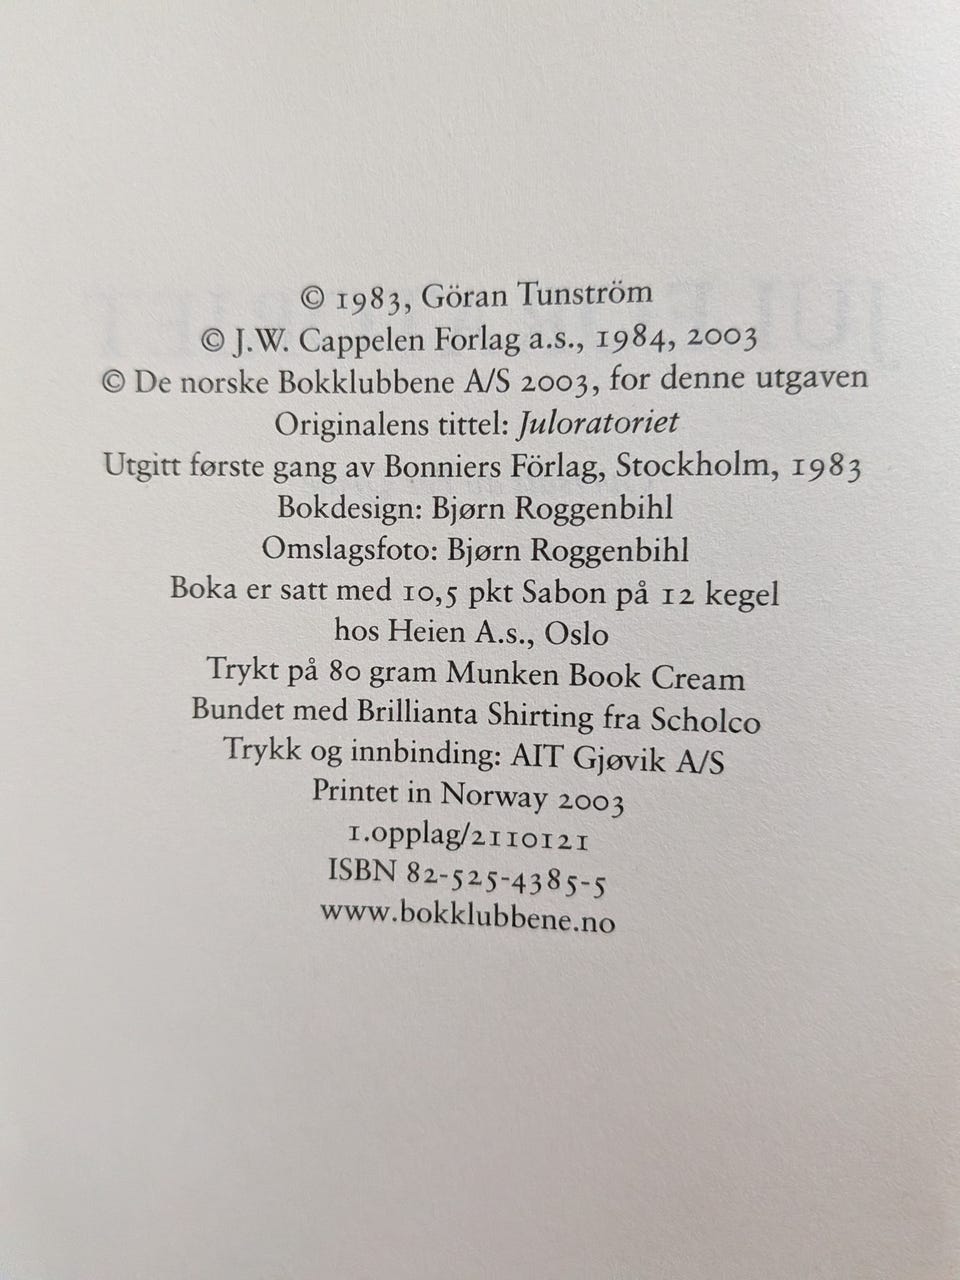 © 1983, Göran Tunström
© J.W. Cappelen Forlag a.s., 1984, 2003
© De norske Bokklubbene A/S 2003, for denne utgaven
Originalens tittel: Juloratoriet
Utgitt første gang av Bonniers Förlag, Stockholm, 1983
Bokdesign: Bjørn Roggenbihl
Omslagsfoto: Bjørn Roggenbihl
Boka er satt med 10,5 pkt Sabon på 12 kegel
hos Heien A.s., Oslo
Trykt på 80 gram Munken Book Cream
Bundet med Brillianta Shirting fra Scholco
Trykk og innbinding: AIT Gjøvik A/S
Printet in Norway 2003
1.opplag/2110121
ISBN 82-525-4385-5
www.bokklubbene.no